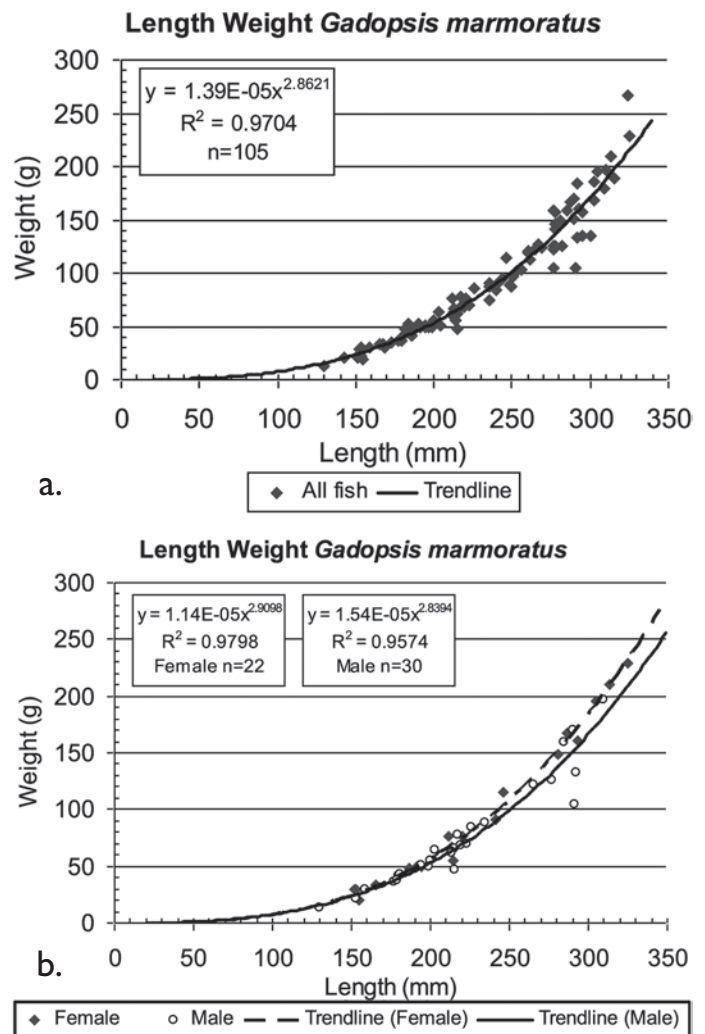 Length Weight Gadopsis marmoratus
300
250
200
150
100
50
0
Weight (g)
y = 1.39E-05x^2.8621
R² = 0.9704
n=105
0 50 100 150 200 250 300 350
Length (mm)
a.
All fish Trendline
Length Weight Gadopsis marmoratus
300
250
200
150
100
50
0
Weight (g)
y = 1.14E-05x^2.9098
R² = 0.9798
Female n=22
y = 1.54E-05x^2.8394
R² = 0.9574
Male n=30
0 50 100 150 200 250 300 350
Length (mm)
b.
Female Male Trendline (Female) Trendline (Male)